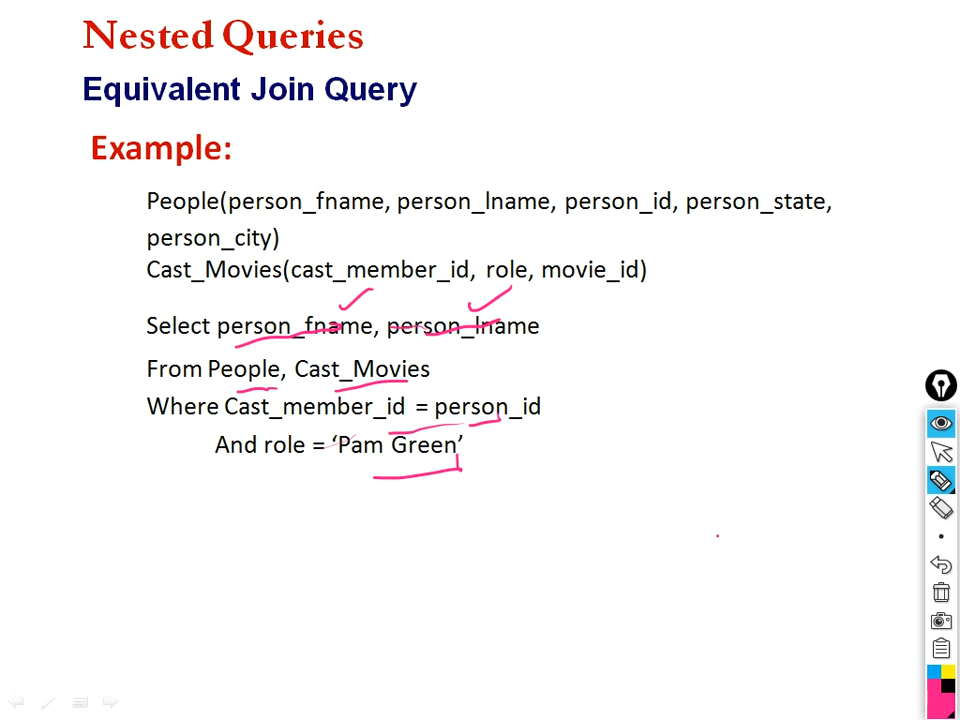 Nested Queries
Equivalent Join Query
Example:
People(person_fname, person_lname, person_id, person_state,
person_city)
Cast_Movies(cast_member_id, role, movie_id)
Select person_fname, person_lname
From People, Cast_Movies
Where Cast_member_id = person_id
And role = ‘Pam Green’